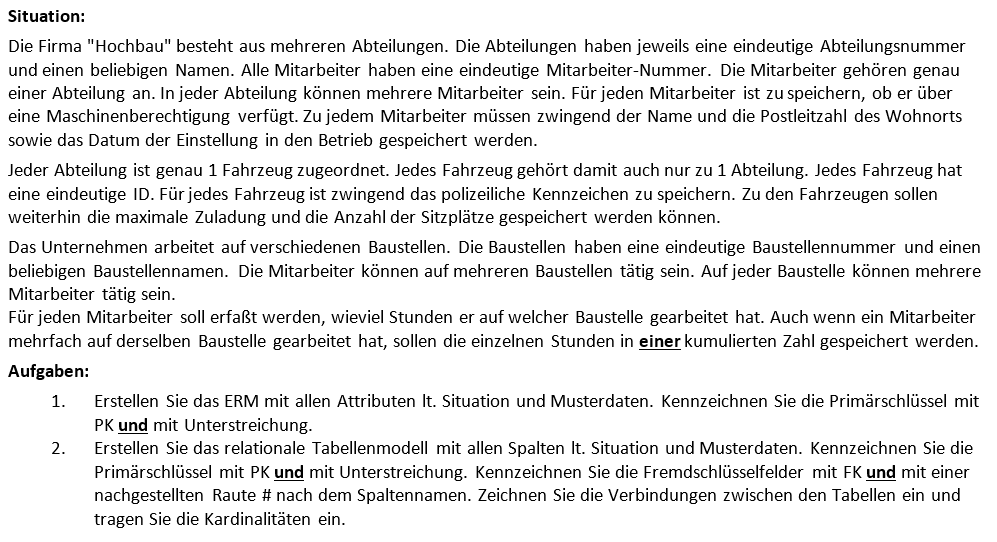 Situation:
Die Firma "Hochbau" besteht aus mehreren Abteilungen. Die Abteilungen haben jeweils eine eindeutige Abteilungsnummer
und einen beliebigen Namen. Alle Mitarbeiter haben eine eindeutige Mitarbeiter-Nummer. Die Mitarbeiter gehören genau
einer Abteilung an. In jeder Abteilung können mehrere Mitarbeiter sein. Für jeden Mitarbeiter ist zu speichern, ob er über
eine Maschinenberechtigung verfügt. Zu jedem Mitarbeiter müssen zwingend der Name und die Postleitzahl des Wohnorts
sowie das Datum der Einstellung in den Betrieb gespeichert werden.
Jeder Abteilung ist genau 1 Fahrzeug zugeordnet. Jedes Fahrzeug gehört damit auch nur zu 1 Abteilung. Jedes Fahrzeug hat
eine eindeutige ID. Für jedes Fahrzeug ist zwingend das polizeiliche Kennzeichen zu speichern. Zu den Fahrzeugen sollen
weiterhin die maximale Zuladung und die Anzahl der Sitzplätze gespeichert werden können.
Das Unternehmen arbeitet auf verschiedenen Baustellen. Die Baustellen haben eine eindeutige Baustellennummer und einen
beliebigen Baustellennamen. Die Mitarbeiter können auf mehreren Baustellen tätig sein. Auf jeder Baustelle können mehrere
Mitarbeiter tätig sein.
Für jeden Mitarbeiter soll erfaßt werden, wieviel Stunden er auf welcher Baustelle gearbeitet hat. Auch wenn ein Mitarbeiter
mehrfach auf derselben Baustelle gearbeitet hat, sollen die einzelnen Stunden in einer kumulierten Zahl gespeichert werden.
Aufgaben:
1. Erstellen Sie das ERM mit allen Attributen lt. Situation und Musterdaten. Kennzeichnen Sie die Primärschlüssel mit
PK und mit Unterstreichung.
2. Erstellen Sie das relationale Tabellenmodell mit allen Spalten lt. Situation und Musterdaten. Kennzeichnen Sie die
Primärschlüssel mit PK und mit Unterstreichung. Kennzeichnen Sie die Fremdschlüsselfelder mit FK und mit einer
nachgestellten Raute # nach dem Spaltennamen. Zeichnen Sie die Verbindungen zwischen den Tabellen ein und
tragen Sie die Kardinalitäten ein.